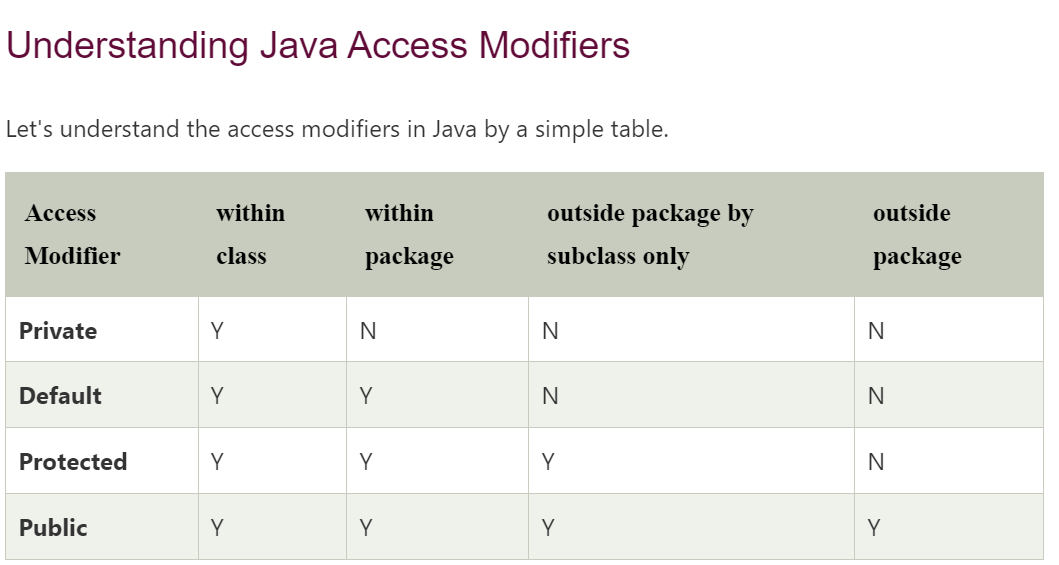 Understanding Java Access Modifiers
Let's understand the access modifiers in Java by a simple table.
Access Modifier within class within package outside package by subclass only outside package
Private Y N N N
Default Y Y N N
Protected Y Y Y N
Public Y Y Y Y